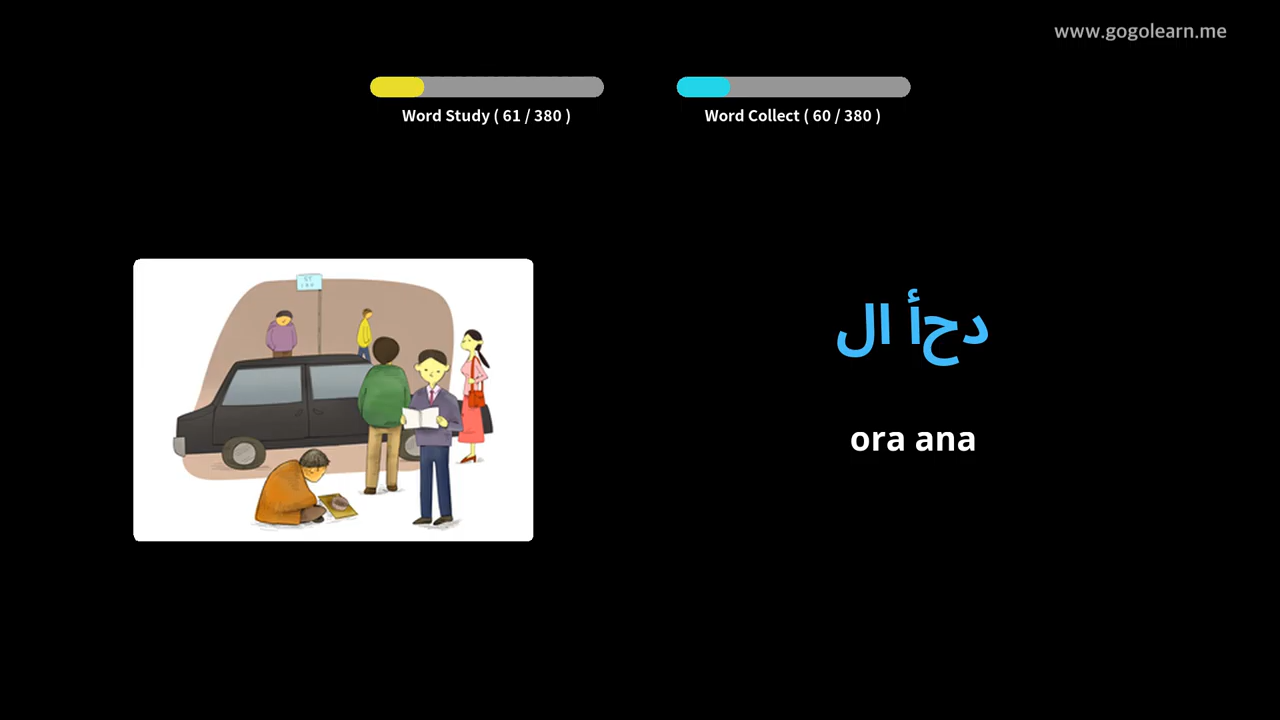 www.gogolearn.me
Word Study ( 61 / 380 )
Word Collect ( 60 / 380 )
دحأ ال
ora ana